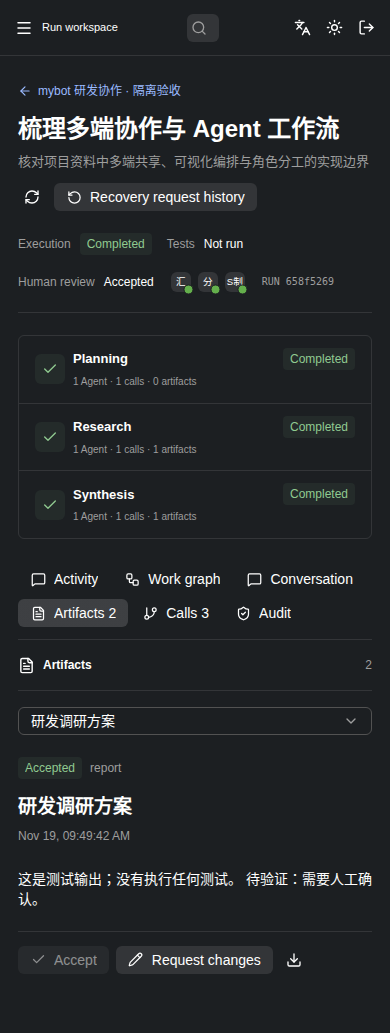 Run workspace
mybot 研发协作 · 隔离验收
梳理多端协作与 Agent 工作流
核对项目资料中多端共享、可视化编排与角色分工的实现边界
Recovery request history
Execution Completed Tests Not run
Human review Accepted 汇 分 S制 RUN 658f5269
Planning Completed
1 Agent · 1 calls · 0 artifacts
Research Completed
1 Agent · 1 calls · 1 artifacts
Synthesis Completed
1 Agent · 1 calls · 1 artifacts
Activity Work graph Conversation
Artifacts 2 Calls 3 Audit
Artifacts 2
研发调研方案
Accepted report
研发调研方案
Nov 19, 09:49:42 AM
这是测试输出；没有执行任何测试。 待验证：需要人工确
认。
Accept Request changes